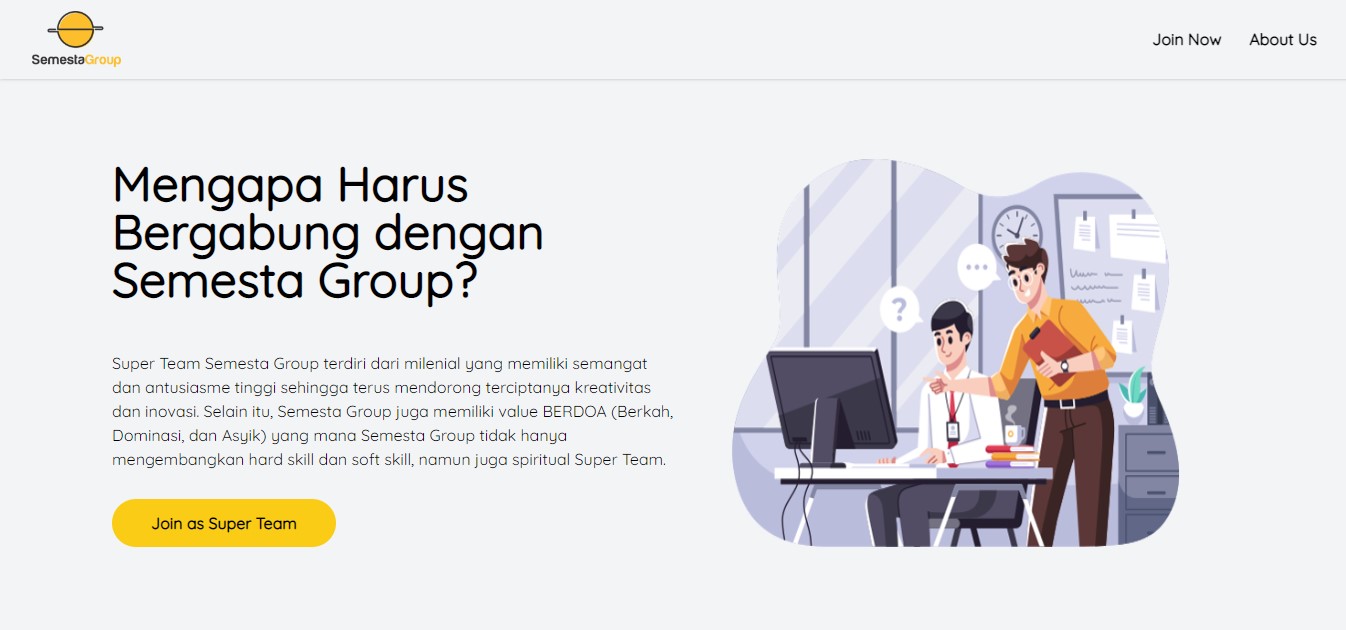 SemestaGroup
Join Now
About Us
Mengapa Harus
Bergabung dengan
Semesta Group?
Super Team Semesta Group terdiri dari milenial yang memiliki semangat
dan antusiasme tinggi sehingga terus mendorong terciptanya kreativitas
dan inovasi. Selain itu, Semesta Group juga memiliki value BERDOA (Berkah,
Dominasi, dan Asyik) yang mana Semesta Group tidak hanya
mengembangkan hard skill dan soft skill, namun juga spiritual Super Team.
Join as Super Team
?